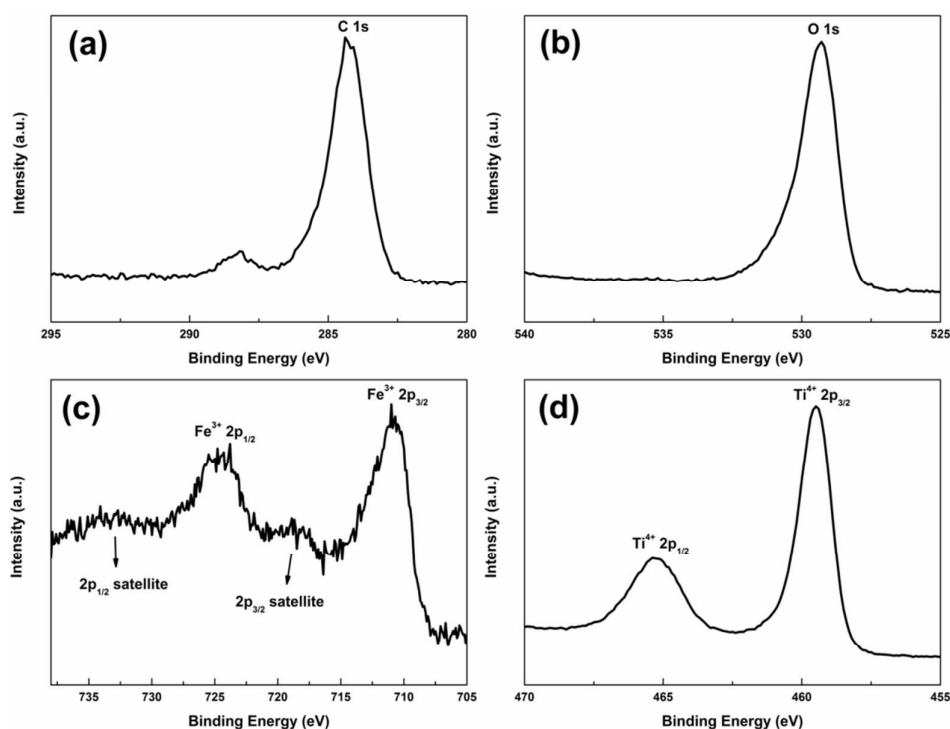 (a)
C 1s
Intensity (a.u.)
295 290 285 280
Binding Energy (eV)
(b)
O 1s
Intensity (a.u.)
540 535 530 525
Binding Energy (eV)
(c)
Fe³⁺ 2p₃/₂
Fe³⁺ 2p₁/₂
2p₁/₂ satellite
2p₃/₂ satellite
Intensity (a.u.)
735 730 725 720 715 710 705
Binding Energy (eV)
(d)
Ti⁴⁺ 2p₃/₂
Ti⁴⁺ 2p₁/₂
Intensity (a.u.)
470 465 460 455
Binding Energy (eV)